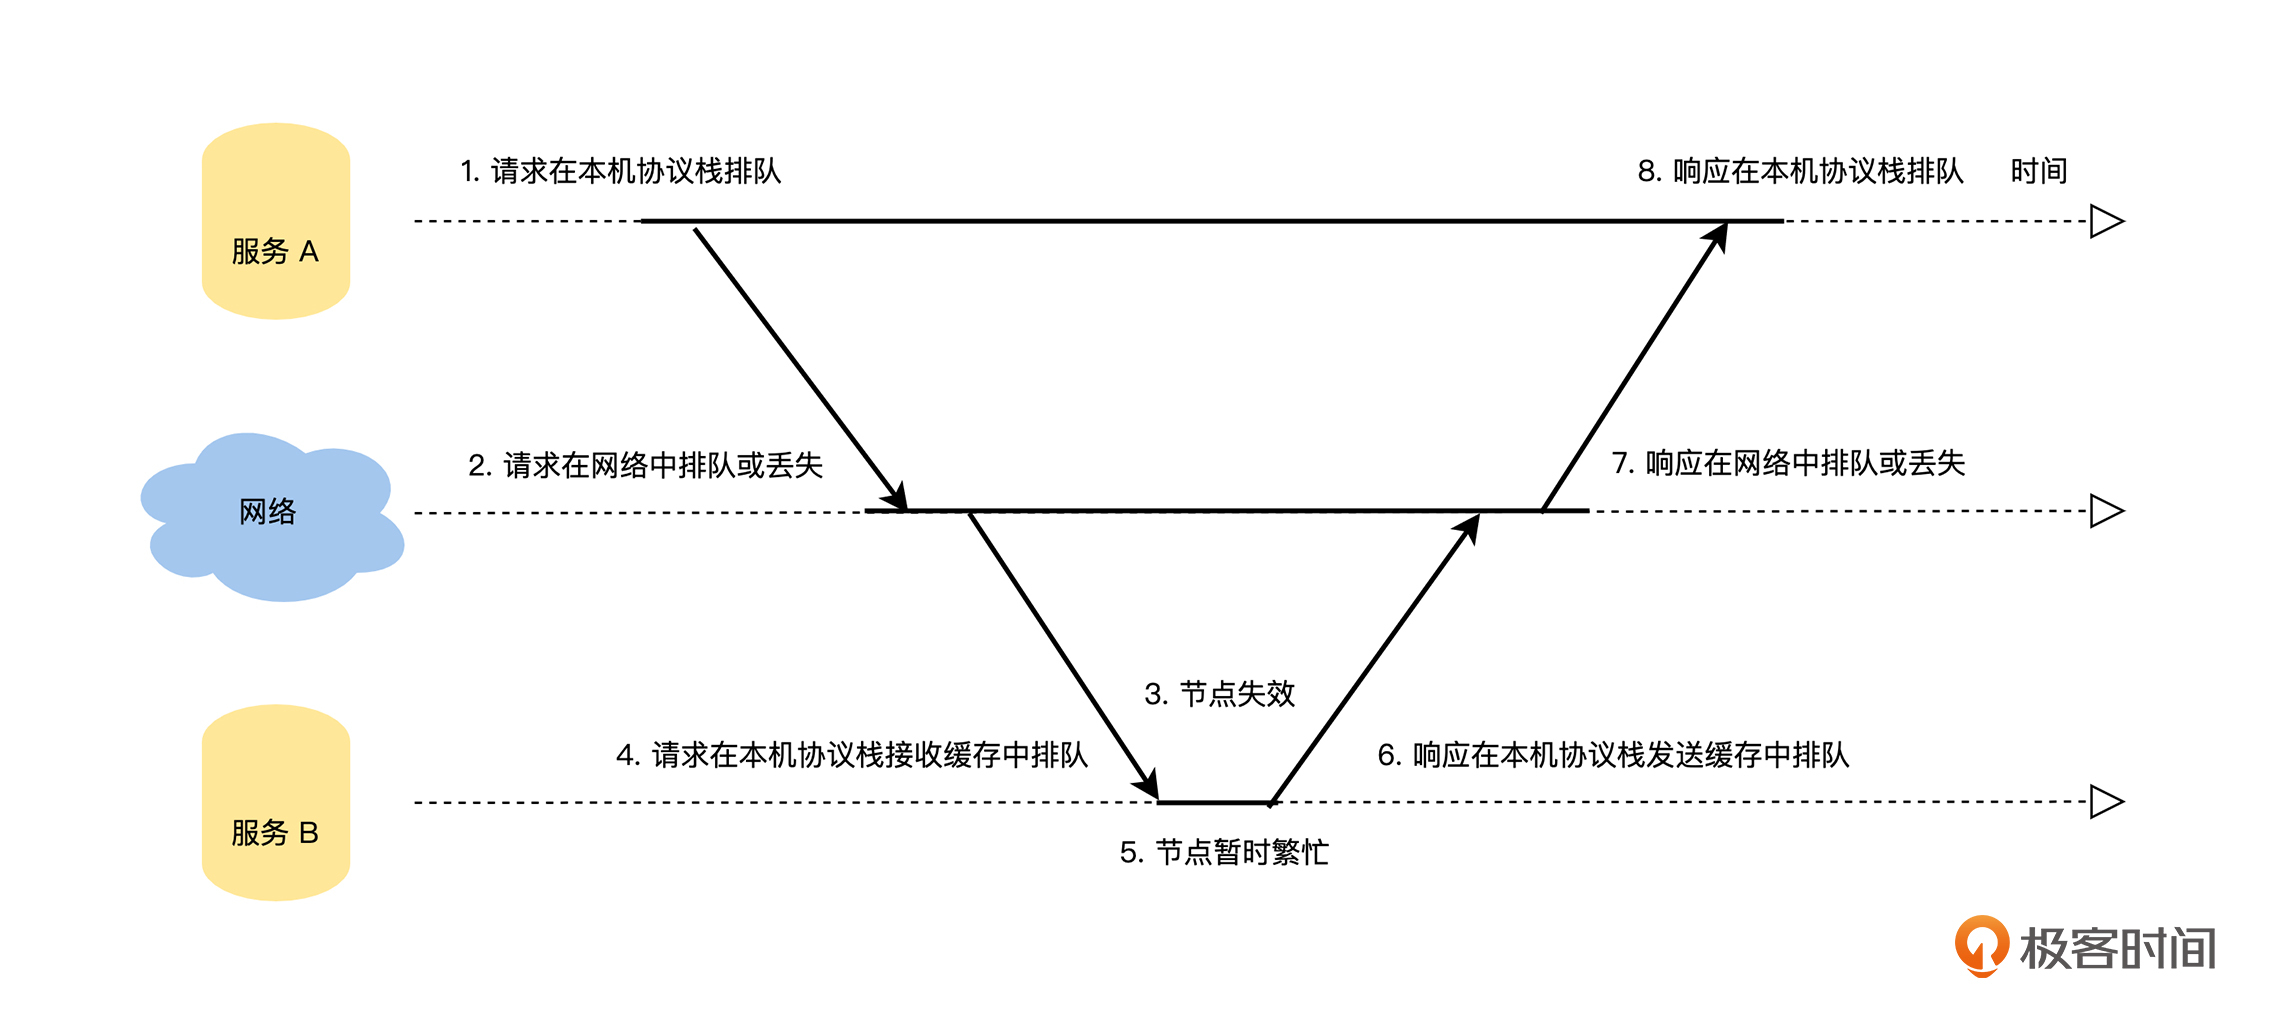 1. 请求在本机协议栈排队
8. 响应在本机协议栈排队
时间
服务 A
2. 请求在网络中排队或丢失
7. 响应在网络中排队或丢失
网络
3. 节点失效
4. 请求在本机协议栈接收缓存中排队
6. 响应在本机协议栈发送缓存中排队
服务 B
5. 节点暂时繁忙
极客时间